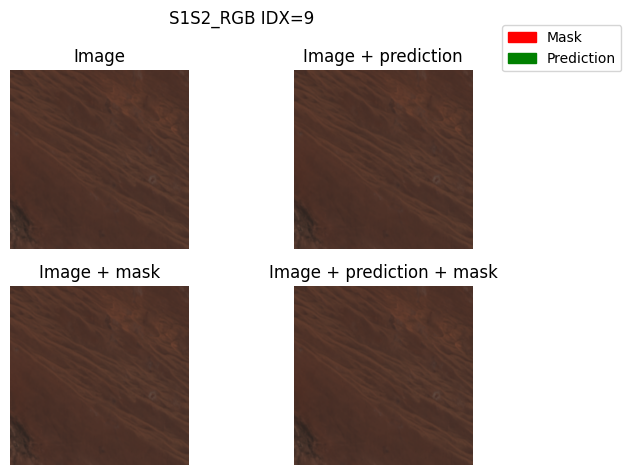 S1S2_RGB IDX=9
Mask
Prediction
Image
Image + prediction
Image + mask
Image + prediction + mask